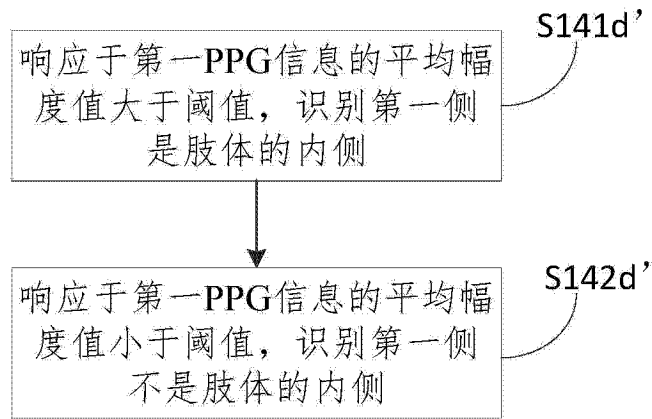 S141d’
响应于第一PPG信息的平均幅
度值大于阈值，识别第一侧
是肢体的内侧
S142d’
响应于第一PPG信息的平均幅
度值小于阈值，识别第一侧
不是肢体的内侧